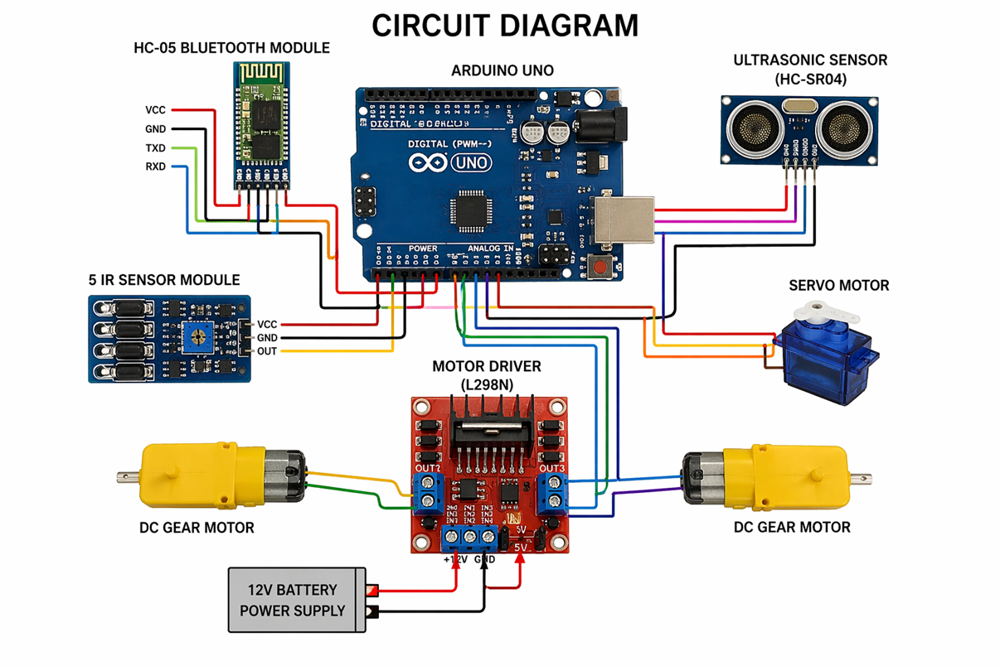 CIRCUIT DIAGRAM
HC-05 BLUETOOTH MODULE
ARDUINO UNO
ULTRASONIC SENSOR
(HC-SR04)
VCC
GND
TXD
RXD
DIGITAL
DIGITAL (PWM~~)
UNO
POWER
ANALOG IN
5 IR SENSOR MODULE
VCC
GND
OUT
SERVO MOTOR
MOTOR DRIVER
(L298N)
OUT3
DC GEAR MOTOR
DC GEAR MOTOR
5V
5V
+12V
GND
12V BATTERY
POWER SUPPLY